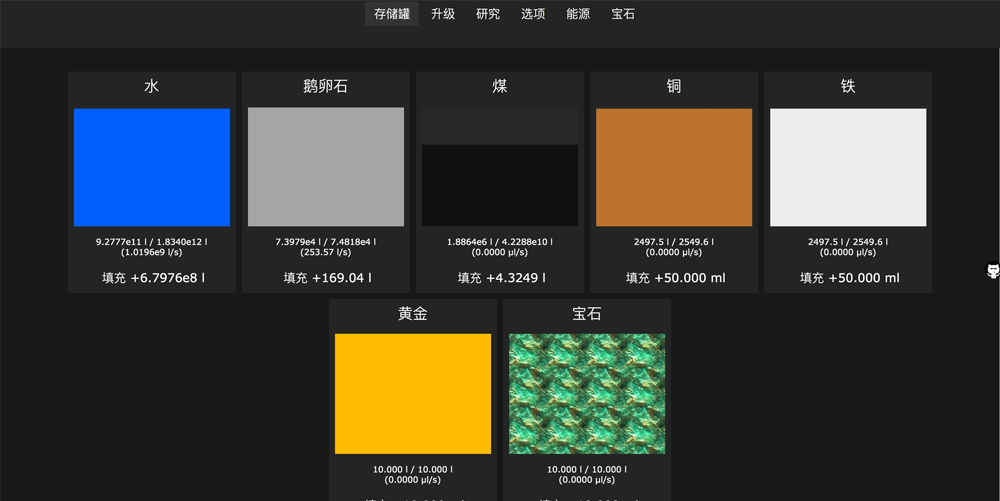 存储罐 升级 研究 选项 能源 宝石
水 鹅卵石 煤 铜 铁
9.2777e11 l / 1.8340e12 l 7.3979e4 l / 7.4818e4 l 1.8864e6 l / 4.2288e10 l 2497.5 l / 2549.6 l 2497.5 l / 2549.6 l
(1.0196e9 l/s) (253.57 l/s) (0.0000 µl/s) (0.0000 µl/s) (0.0000 µl/s)
填充 +6.7976e8 l 填充 +169.04 l 填充 +4.3249 l 填充 +50.000 ml 填充 +50.000 ml
黄金 宝石
10.000 l / 10.000 l 10.000 l / 10.000 l
(0.0000 µl/s) (0.0000 µl/s)